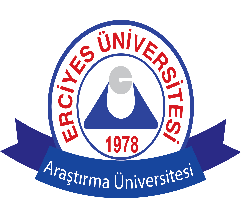 ERCİYES ÜNİVERSİTESİ
1978
Araştırma Üniversitesi